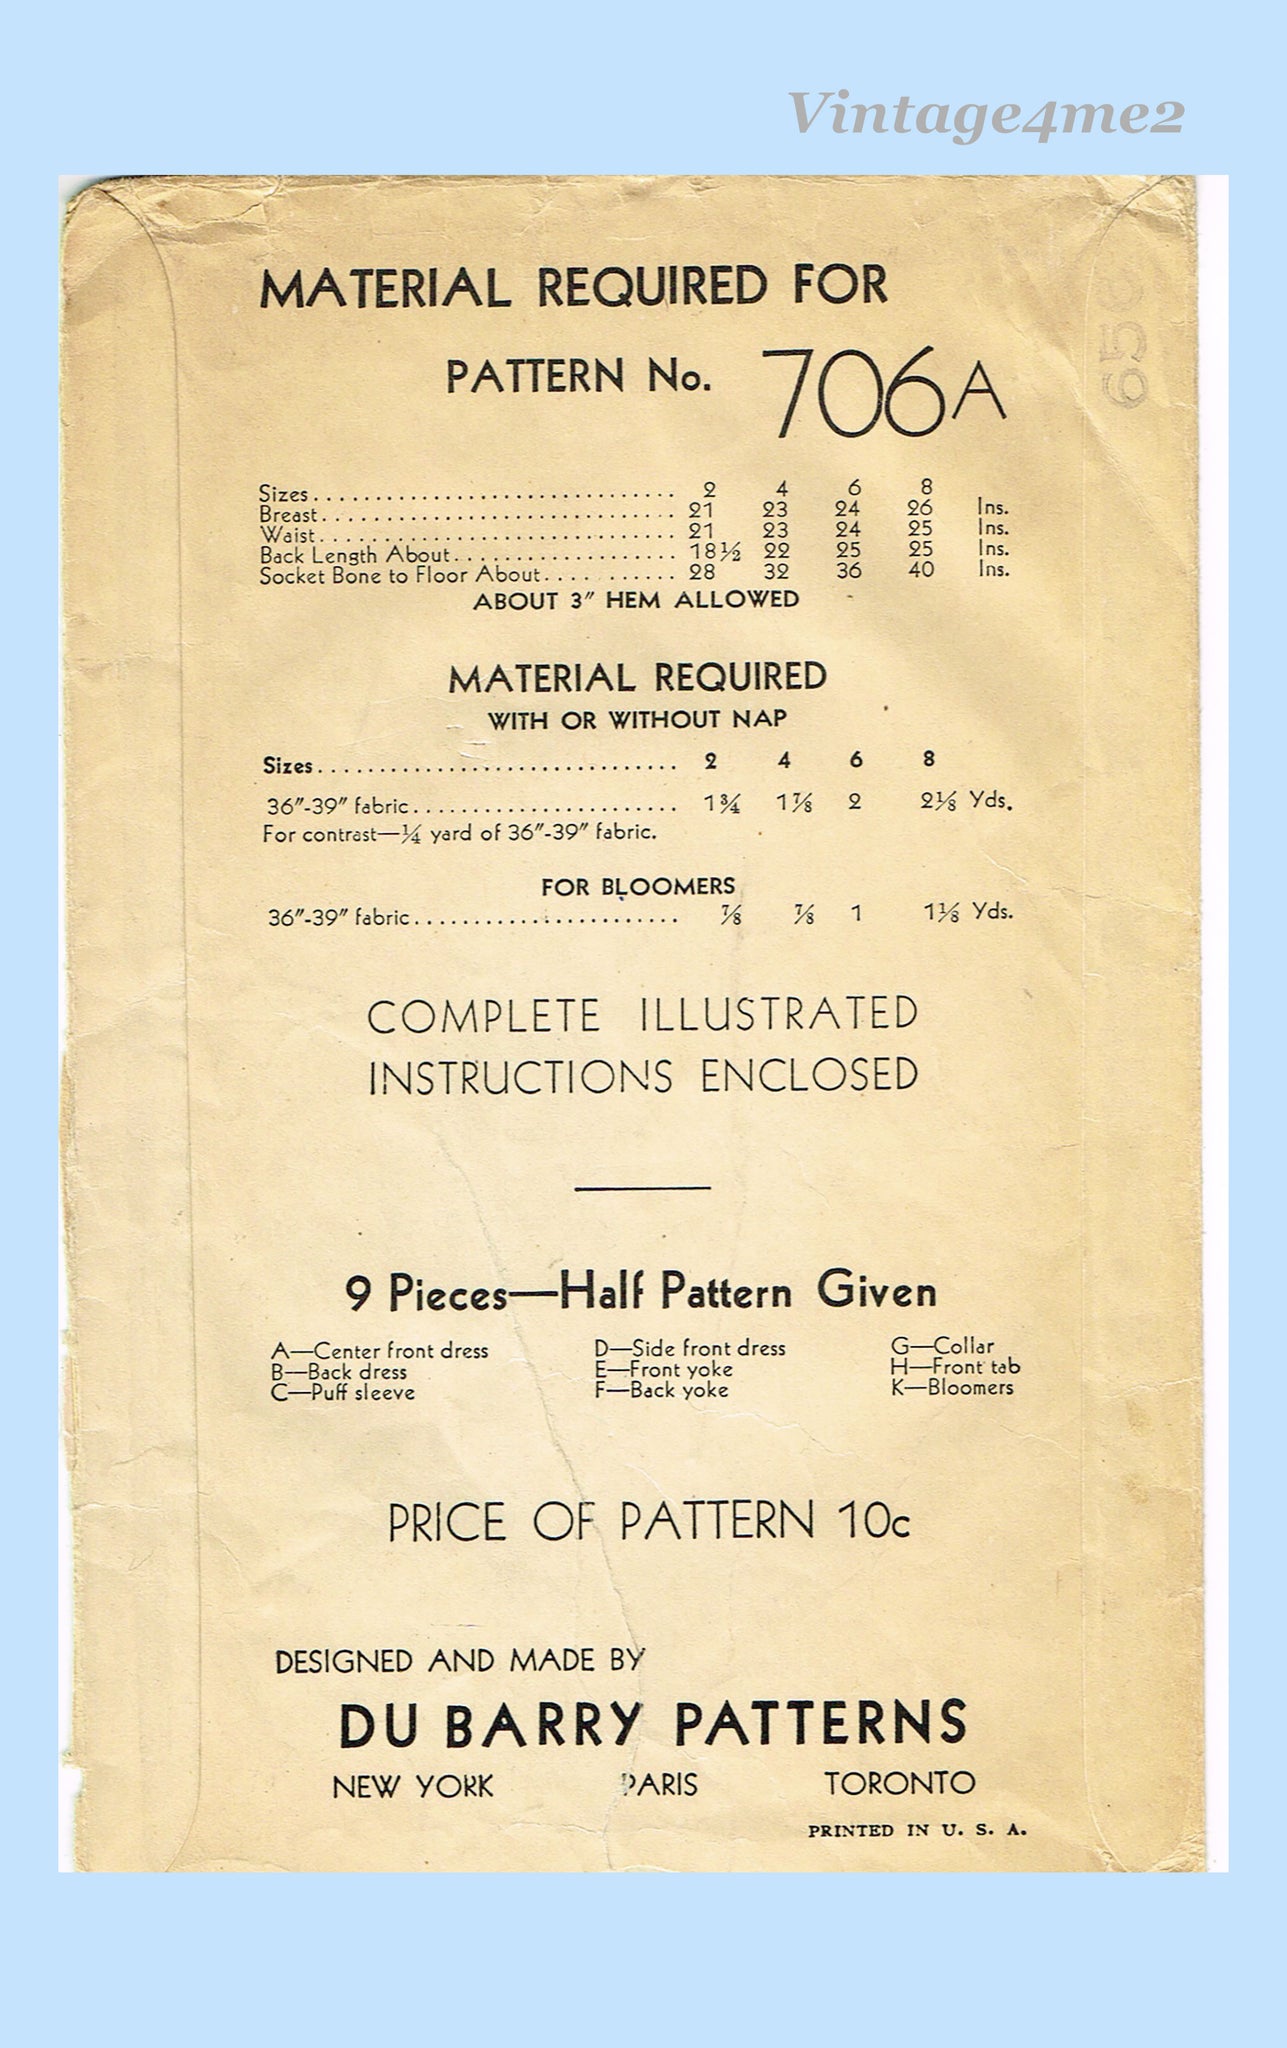 Vintage4me2
MATERIAL REQUIRED FOR
PATTERN No. 706A
659
Sizes................................ 2 4 6 8
Breast............................... 21 23 24 26 Ins.
Waist............................... 21 23 24 25 Ins.
Back Length About.................... 18½ 22 25 25 Ins.
Socket Bone to Floor About............ 28 32 36 40 Ins.
ABOUT 3" HEM ALLOWED
MATERIAL REQUIRED
WITH OR WITHOUT NAP
Sizes................................ 2 4 6 8
36"-39" fabric........................ 1¾ 1⅞ 2 2⅛ Yds.
For contrast—¼ yard of 36"-39" fabric.
FOR BLOOMERS
36"-39" fabric........................ ⅞ ⅞ 1 1⅛ Yds.
COMPLETE ILLUSTRATED
INSTRUCTIONS ENCLOSED
9 Pieces—Half Pattern Given
A—Center front dress D—Side front dress G—Collar
B—Back dress E—Front yoke H—Front tab
C—Puff sleeve F—Back yoke K—Bloomers
PRICE OF PATTERN 10c
DESIGNED AND MADE BY
DU BARRY PATTERNS
NEW YORK PARIS TORONTO
PRINTED IN U. S. A.